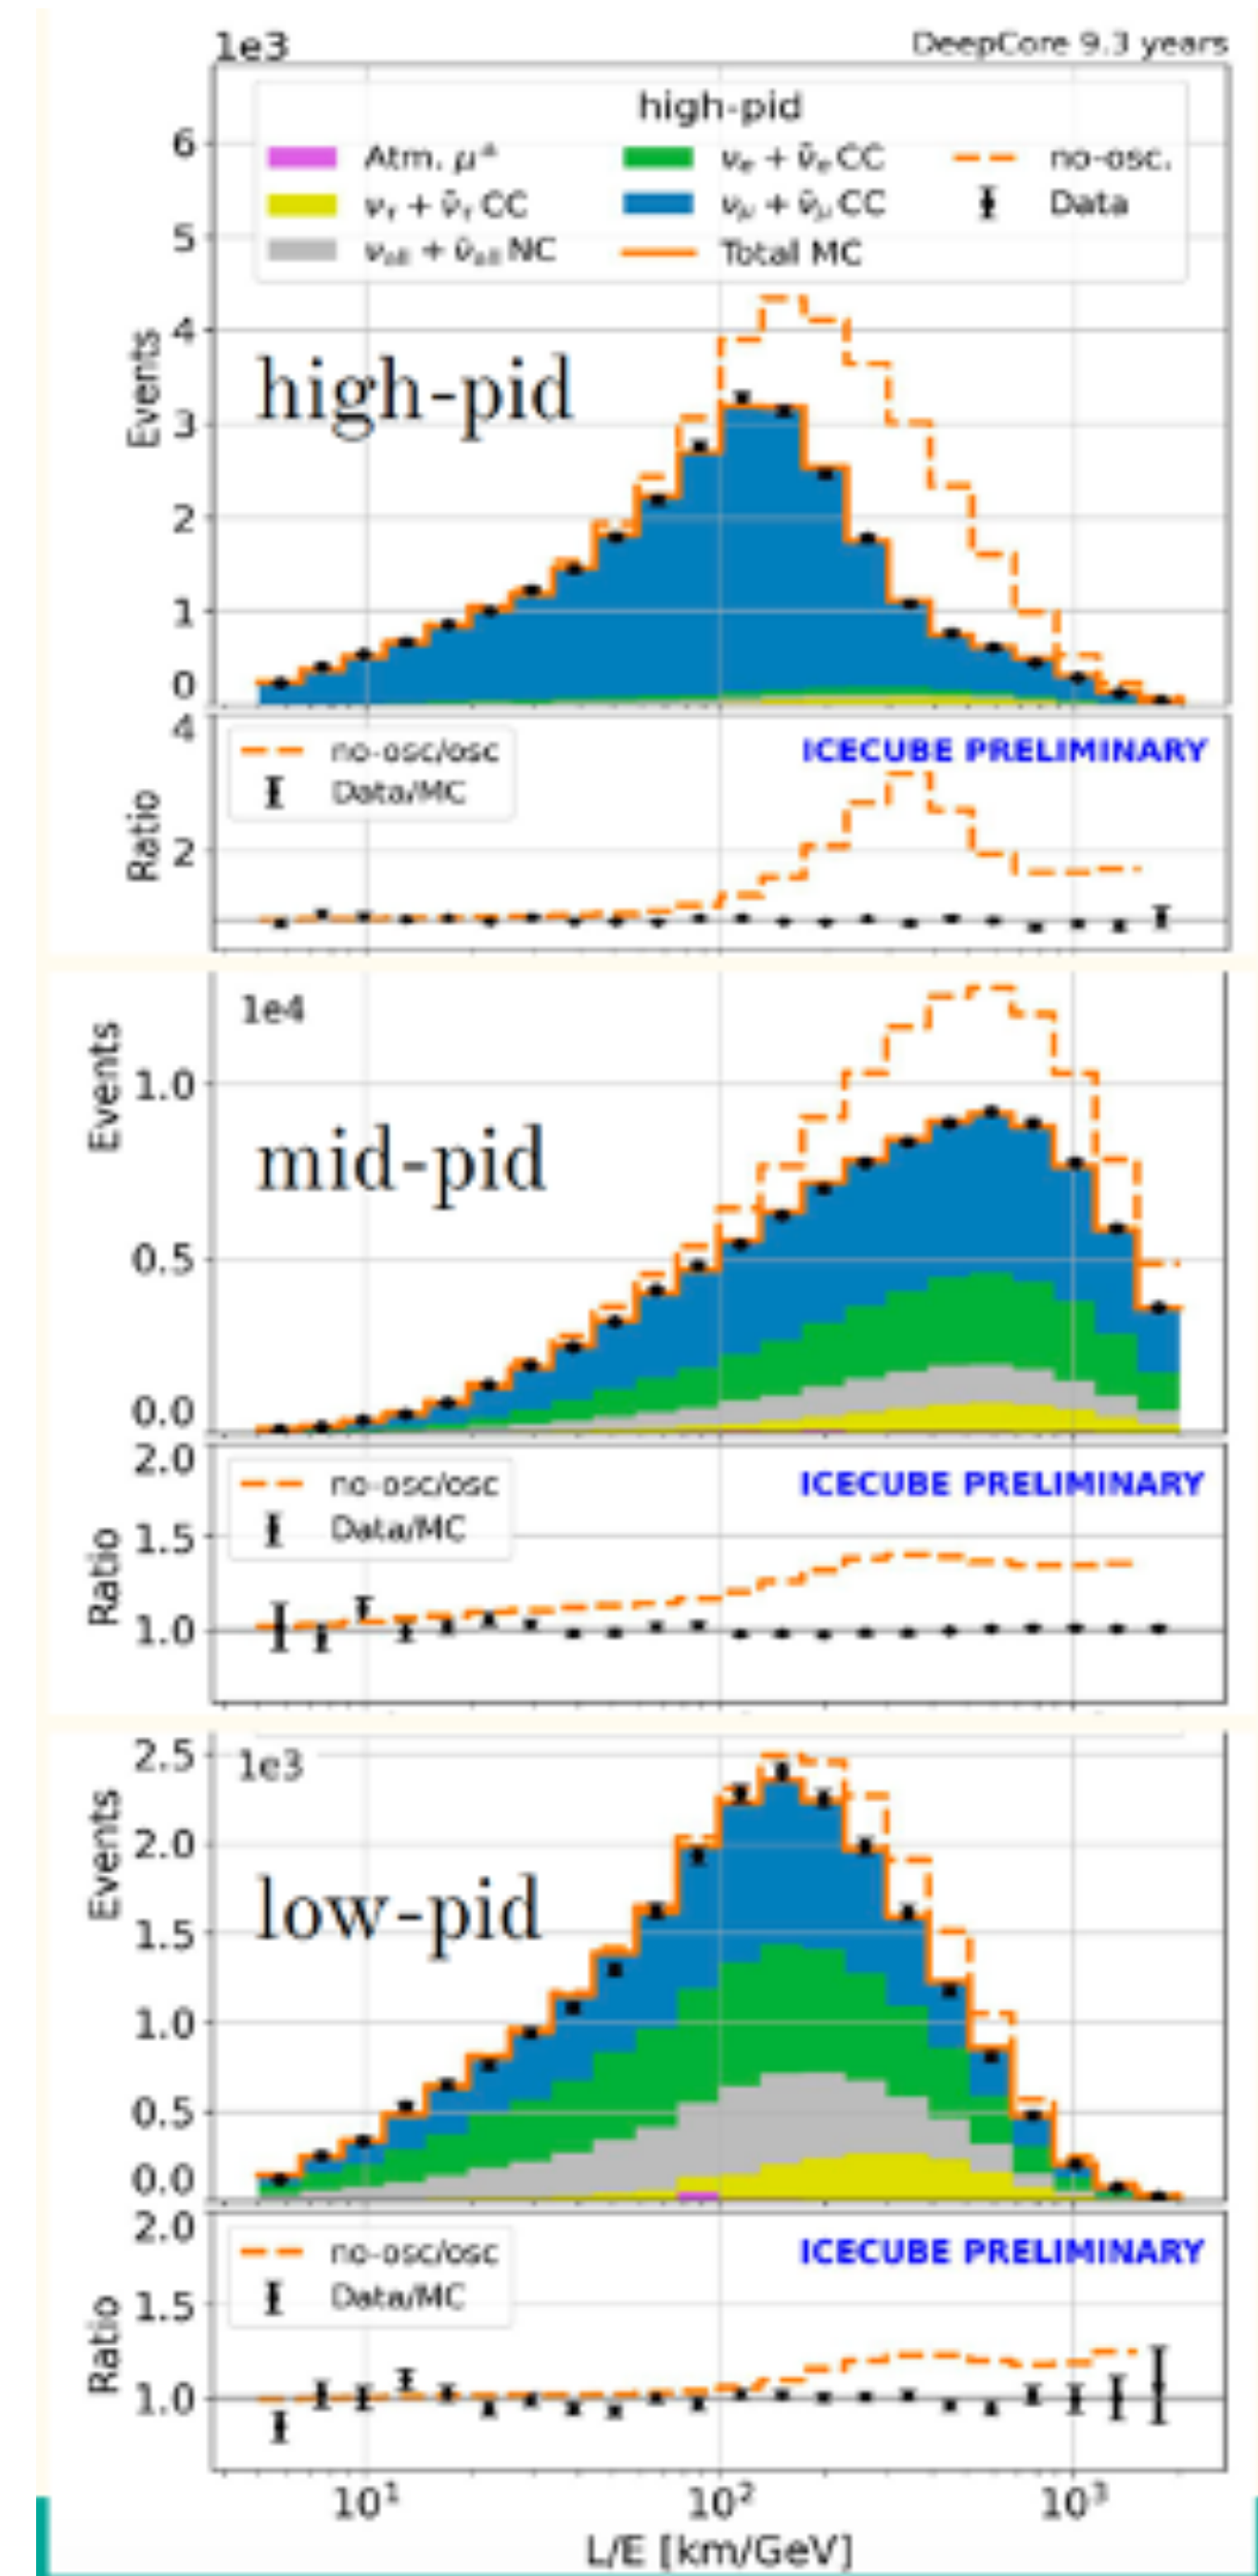 1e3 DeepCore 9.3 years
high-pid
Atm. μ± νe + ν̄e CC no-osc.
ντ + ν̄τ CC νμ + ν̄μ CC Data
νall + ν̄all NC Total MC
6
5
4
3
2
1
0
Events
high-pid
4
2
Ratio
no-osc/osc
Data/MC
ICECUBE PRELIMINARY
1e4
1.0
0.5
0.0
Events
mid-pid
2.0
1.5
1.0
Ratio
no-osc/osc
Data/MC
ICECUBE PRELIMINARY
1e3
2.5
2.0
1.5
1.0
0.5
0.0
Events
low-pid
2.0
1.5
1.0
Ratio
no-osc/osc
Data/MC
ICECUBE PRELIMINARY
10¹ 10² 10³
L/E [km/GeV]